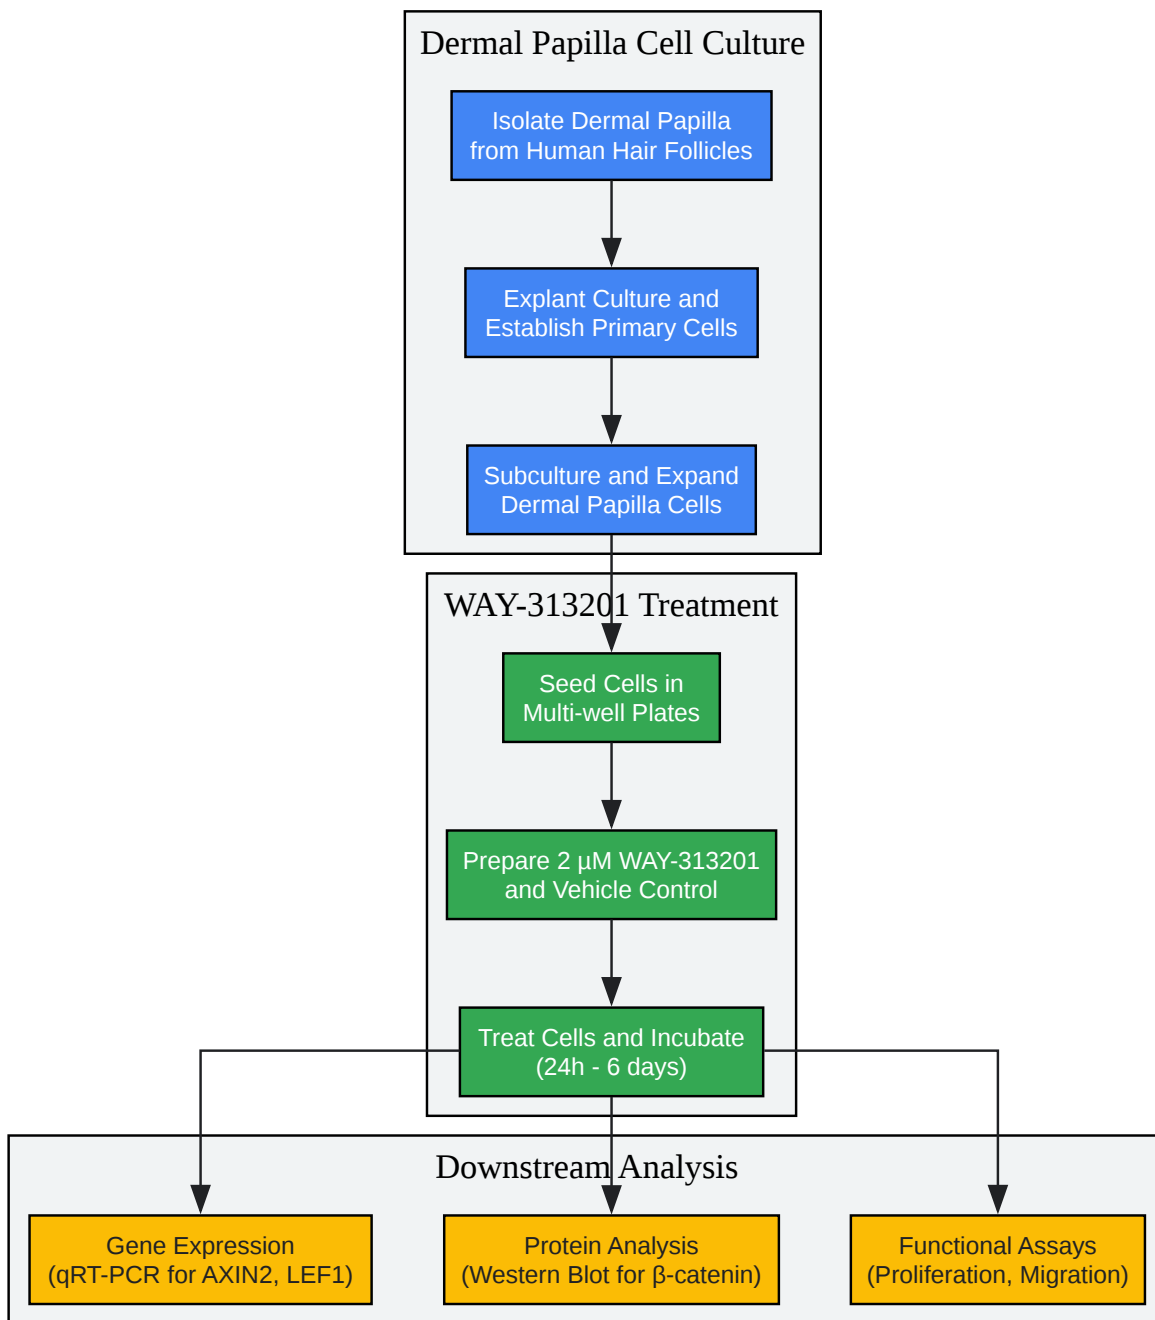 Dermal Papilla Cell Culture
Isolate Dermal Papilla
from Human Hair Follicles
Explant Culture and
Establish Primary Cells
Subculture and Expand
Dermal Papilla Cells
WAY-313201 Treatment
Seed Cells in
Multi-well Plates
Prepare 2 µM WAY-313201
and Vehicle Control
Treat Cells and Incubate
(24h - 6 days)
Downstream Analysis
Gene Expression
(qRT-PCR for AXIN2, LEF1)
Protein Analysis
(Western Blot for β-catenin)
Functional Assays
(Proliferation, Migration)